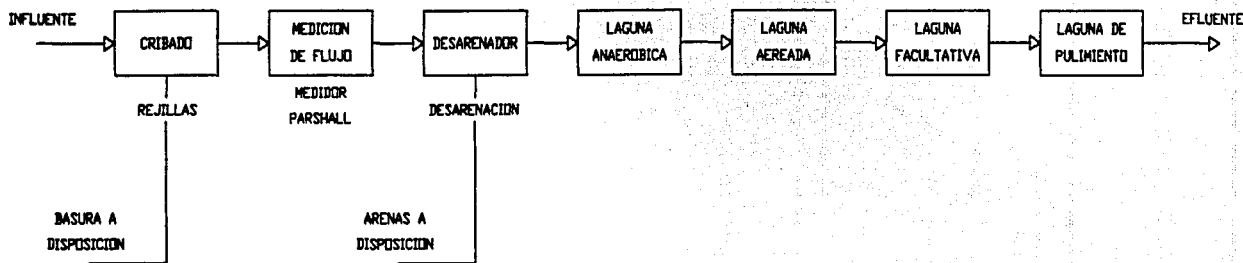 INFLUENTE
CRIBADO
REJILLAS
BASURA A
DISPOSICION
MEDICION
DE FLUJO
MEDIDOR
PARSHALL
DESARENADOR
DESARENACION
ARENAS A
DISPOSICION
LAGUNA
ANAEROBICA
LAGUNA
AEREADA
LAGUNA
FACULTATIVA
LAGUNA DE
PULIMIENTO
EFLUENTE